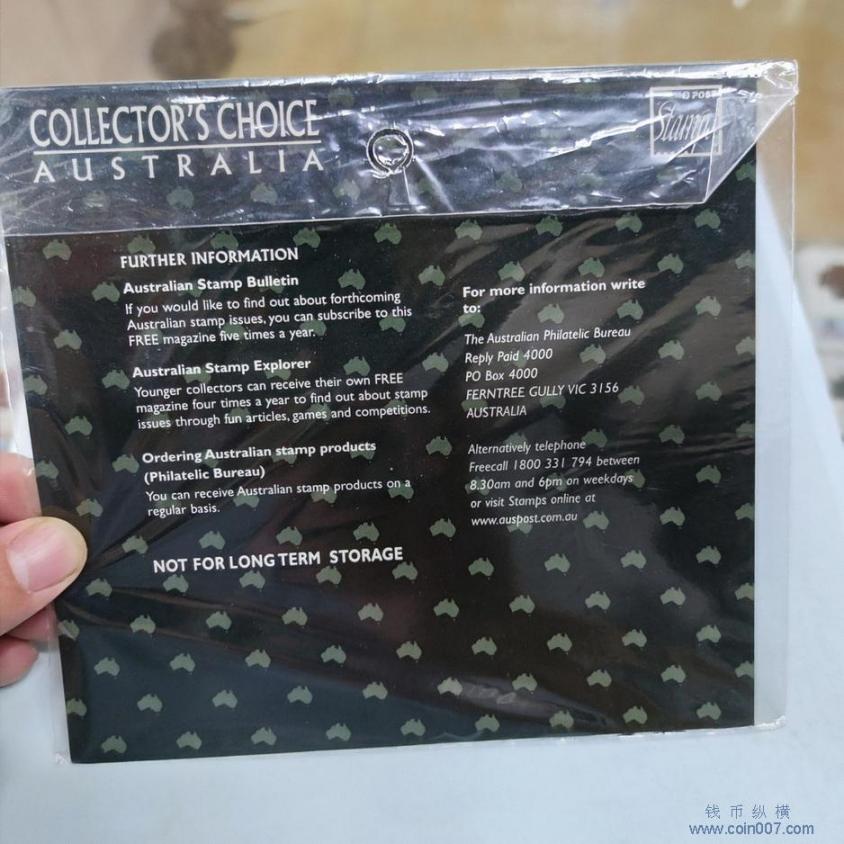 COLLECTOR'S CHOICE
AUSTRALIA
POST
Stamp
FURTHER INFORMATION
Australian Stamp Bulletin
If you would like to find out about forthcoming
Australian stamp issues, you can subscribe to this
FREE magazine five times a year.
Australian Stamp Explorer
Younger collectors can receive their own FREE
magazine four times a year to find out about stamp
issues through fun articles, games and competitions.
Ordering Australian stamp products
(Philatelic Bureau)
You can receive Australian stamp products on a
regular basis.
NOT FOR LONG TERM STORAGE
For more information write
to:
The Australian Philatelic Bureau
Reply Paid 4000
PO Box 4000
FERNTREE GULLY VIC 3156
AUSTRALIA
Alternatively telephone
Freecall 1800 331 794 between
8.30am and 6pm on weekdays
or visit Stamps online at
www.auspost.com.au
钱币纵横
www.coin007.com